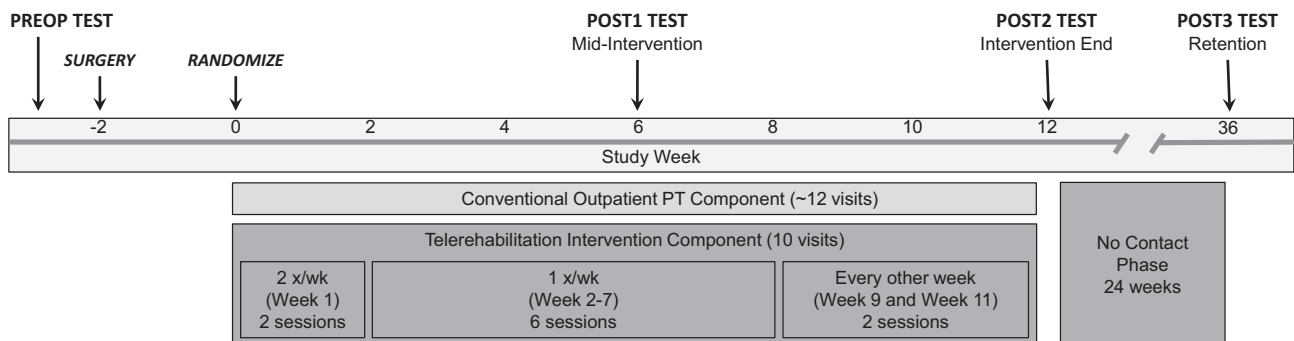 PREOP TEST
SURGERY
RANDOMIZE
POST1 TEST
Mid-Intervention
POST2 TEST
Intervention End
POST3 TEST
Retention
-2 0 2 4 6 8 10 12 36
Study Week
Conventional Outpatient PT Component (~12 visits)
Telerehabilitation Intervention Component (10 visits)
2 x/wk
(Week 1)
2 sessions
1 x/wk
(Week 2-7)
6 sessions
Every other week
(Week 9 and Week 11)
2 sessions
No Contact
Phase
24 weeks